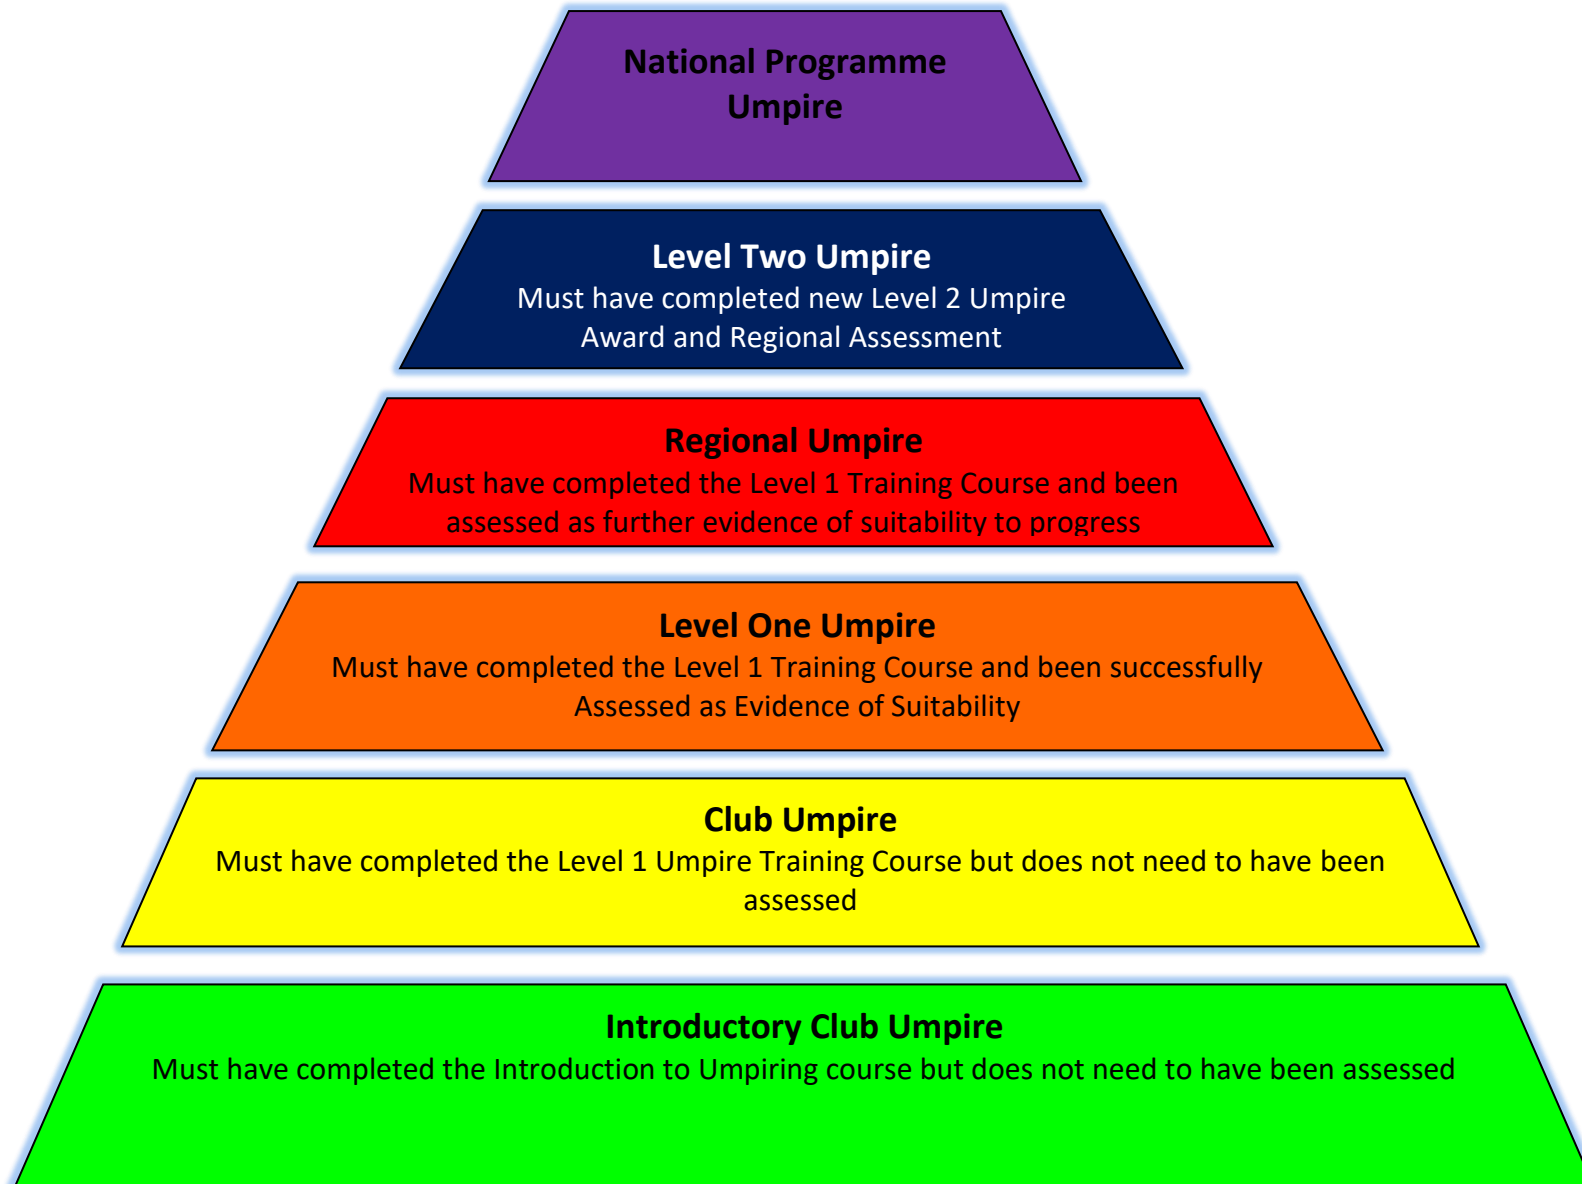 National Programme
Umpire
Level Two Umpire
Must have completed new Level 2 Umpire
Award and Regional Assessment
Regional Umpire
Must have completed the Level 1 Training Course and been
assessed as further evidence of suitability to progress
Level One Umpire
Must have completed the Level 1 Training Course and been successfully
Assessed as Evidence of Suitability
Club Umpire
Must have completed the Level 1 Umpire Training Course but does not need to have been
assessed
Introductory Club Umpire
Must have completed the Introduction to Umpiring course but does not need to have been assessed